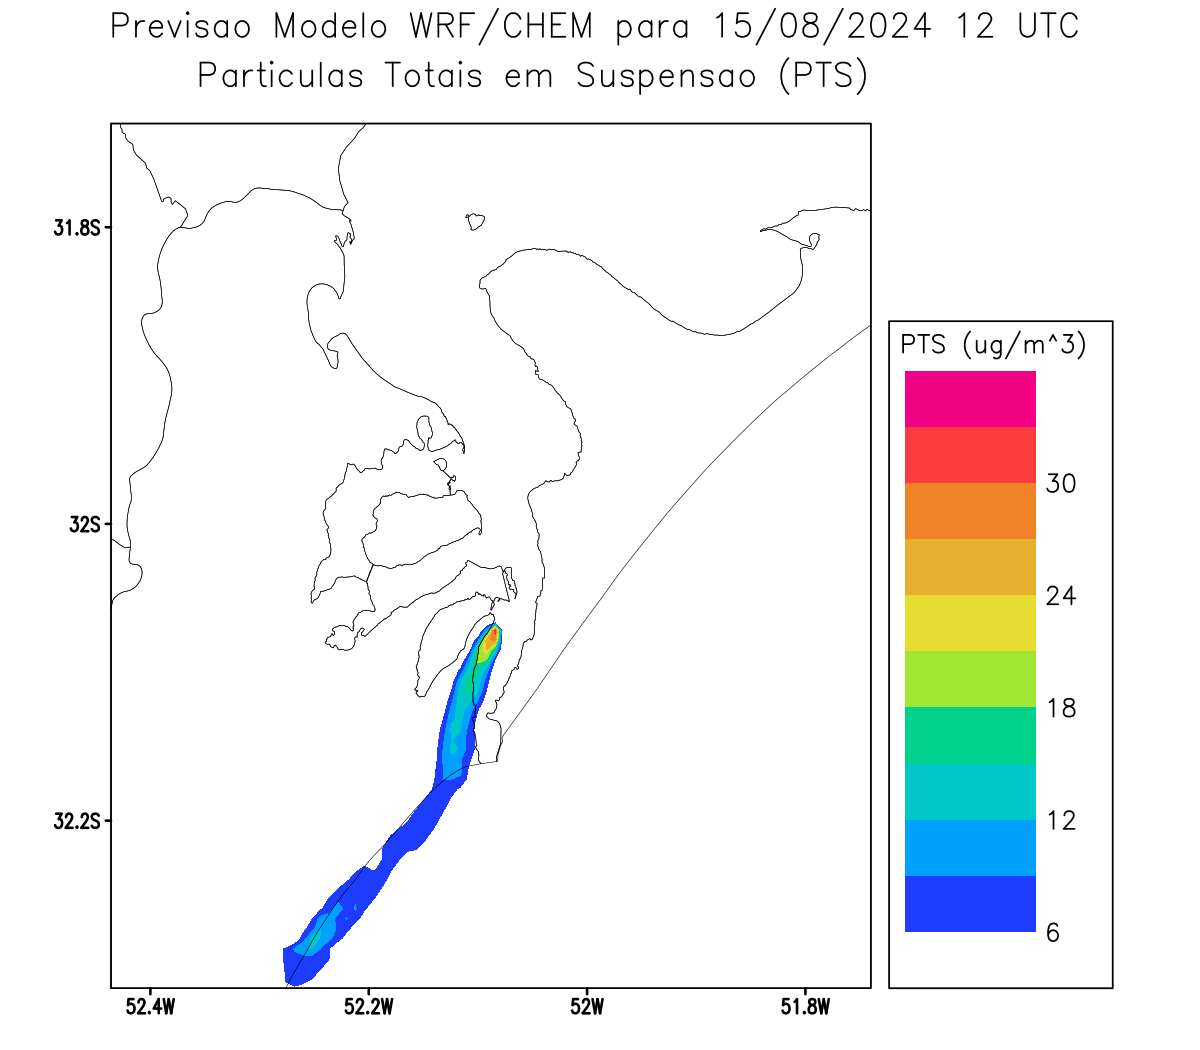 Previsao Modelo WRF/CHEM para 15/08/2024 12 UTC
Particulas Totais em Suspensao (PTS)
31.8S
32S
32.2S
52.4W
52.2W
52W
51.8W
PTS (ug/m^3)
30
24
18
12
6